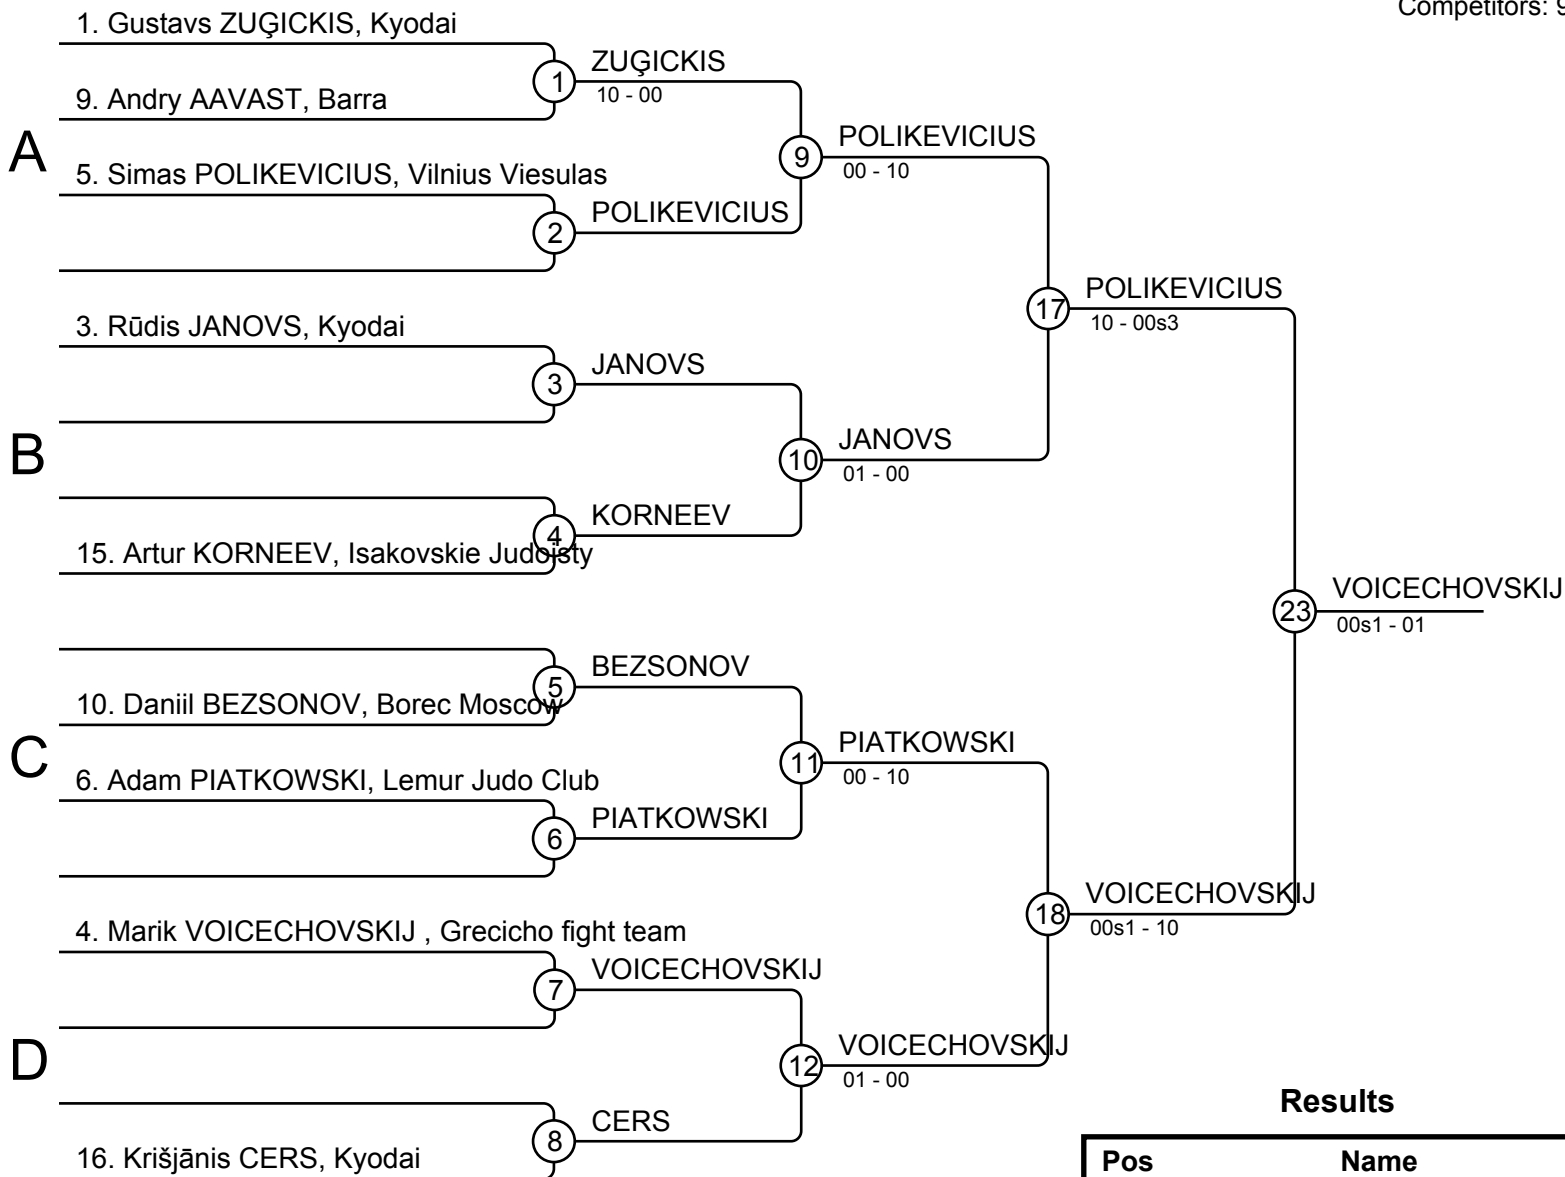 Competitors: 9
1. Gustavs ZUĢICKIS, Kyodai
9. Andry AAVAST, Barra
1
ZUĢICKIS
10 - 00
A
5. Simas POLIKEVICIUS, Vilnius Viesulas
2
POLIKEVICIUS
9
POLIKEVICIUS
00 - 10
3. Rūdis JANOVS, Kyodai
3
JANOVS
B
15. Artur KORNEEV, Isakovskie Judoisty
4
KORNEEV
10
JANOVS
01 - 00
17
POLIKEVICIUS
10 - 00s3
10. Daniil BEZSONOV, Borec Moscow
5
BEZSONOV
C
6. Adam PIATKOWSKI, Lemur Judo Club
6
PIATKOWSKI
11
PIATKOWSKI
00 - 10
4. Marik VOICECHOVSKIJ , Grecicho fight team
7
VOICECHOVSKIJ
D
16. Krišjānis CERS, Kyodai
8
CERS
12
VOICECHOVSKIJ
01 - 00
18
VOICECHOVSKIJ
00s1 - 10
23
VOICECHOVSKIJ
00s1 - 01
Results
Pos Name